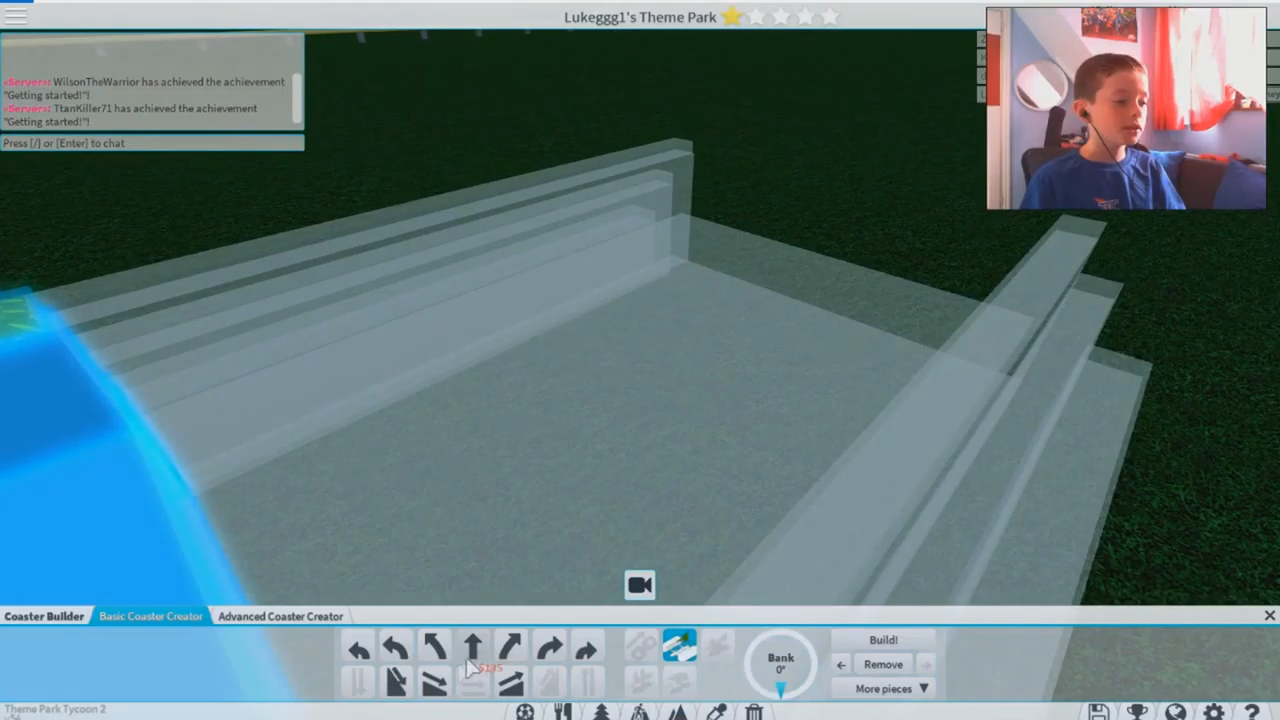 Lukeggg1's Theme Park
«Server»: WilsonTheWarrior has achieved the achievement
"Getting started!"!
«Server»: TtanKiller71 has achieved the achievement
"Getting started!"!
Press [/] or [Enter] to chat
Coaster Builder
Basic Coaster Creator
Advanced Coaster Creator
Build!
Bank
0°
Remove
More pieces
Theme Park Tycoon 2